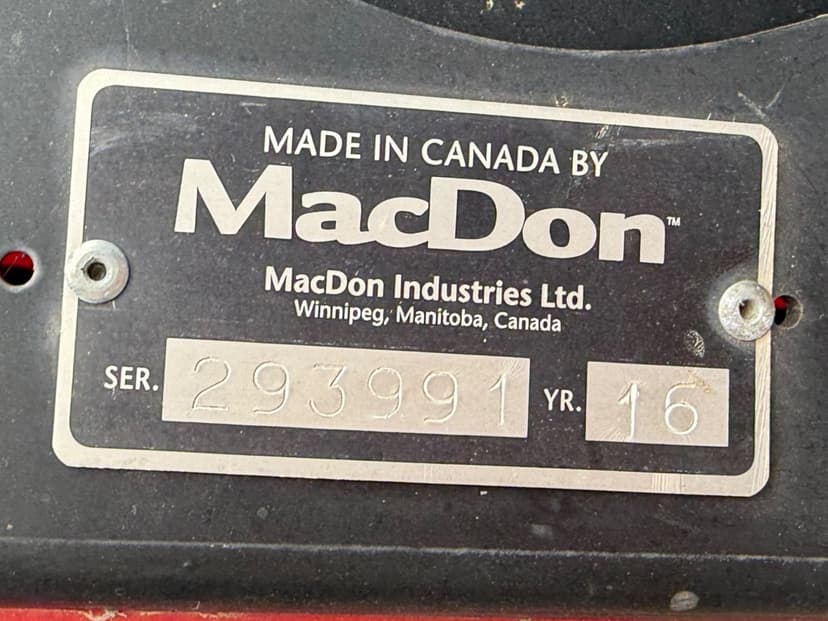 MADE IN CANADA BY
MacDon™
MacDon Industries Ltd.
Winnipeg, Manitoba, Canada
SER. 293991 YR. 16